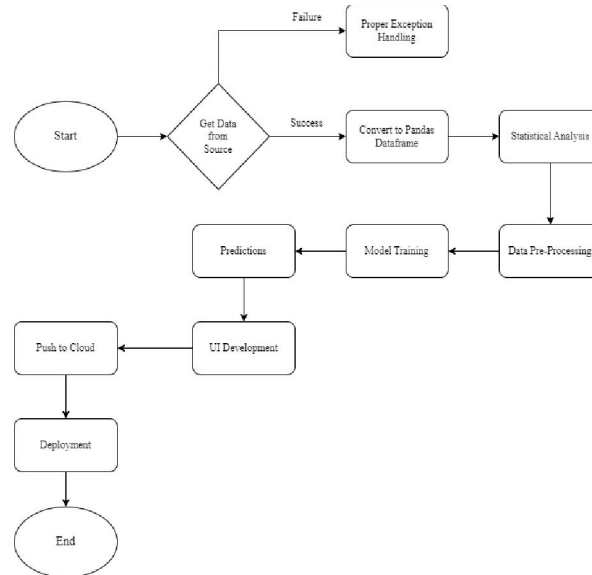 Failure
Proper Exception
Handling
Start
Get Data
from
Source
Success
Convert to Pandas
Dataframe
Statistical Analysis
Predictions
Model Training
Data Pre-Processing
Push to Cloud
UI Development
Deployment
End